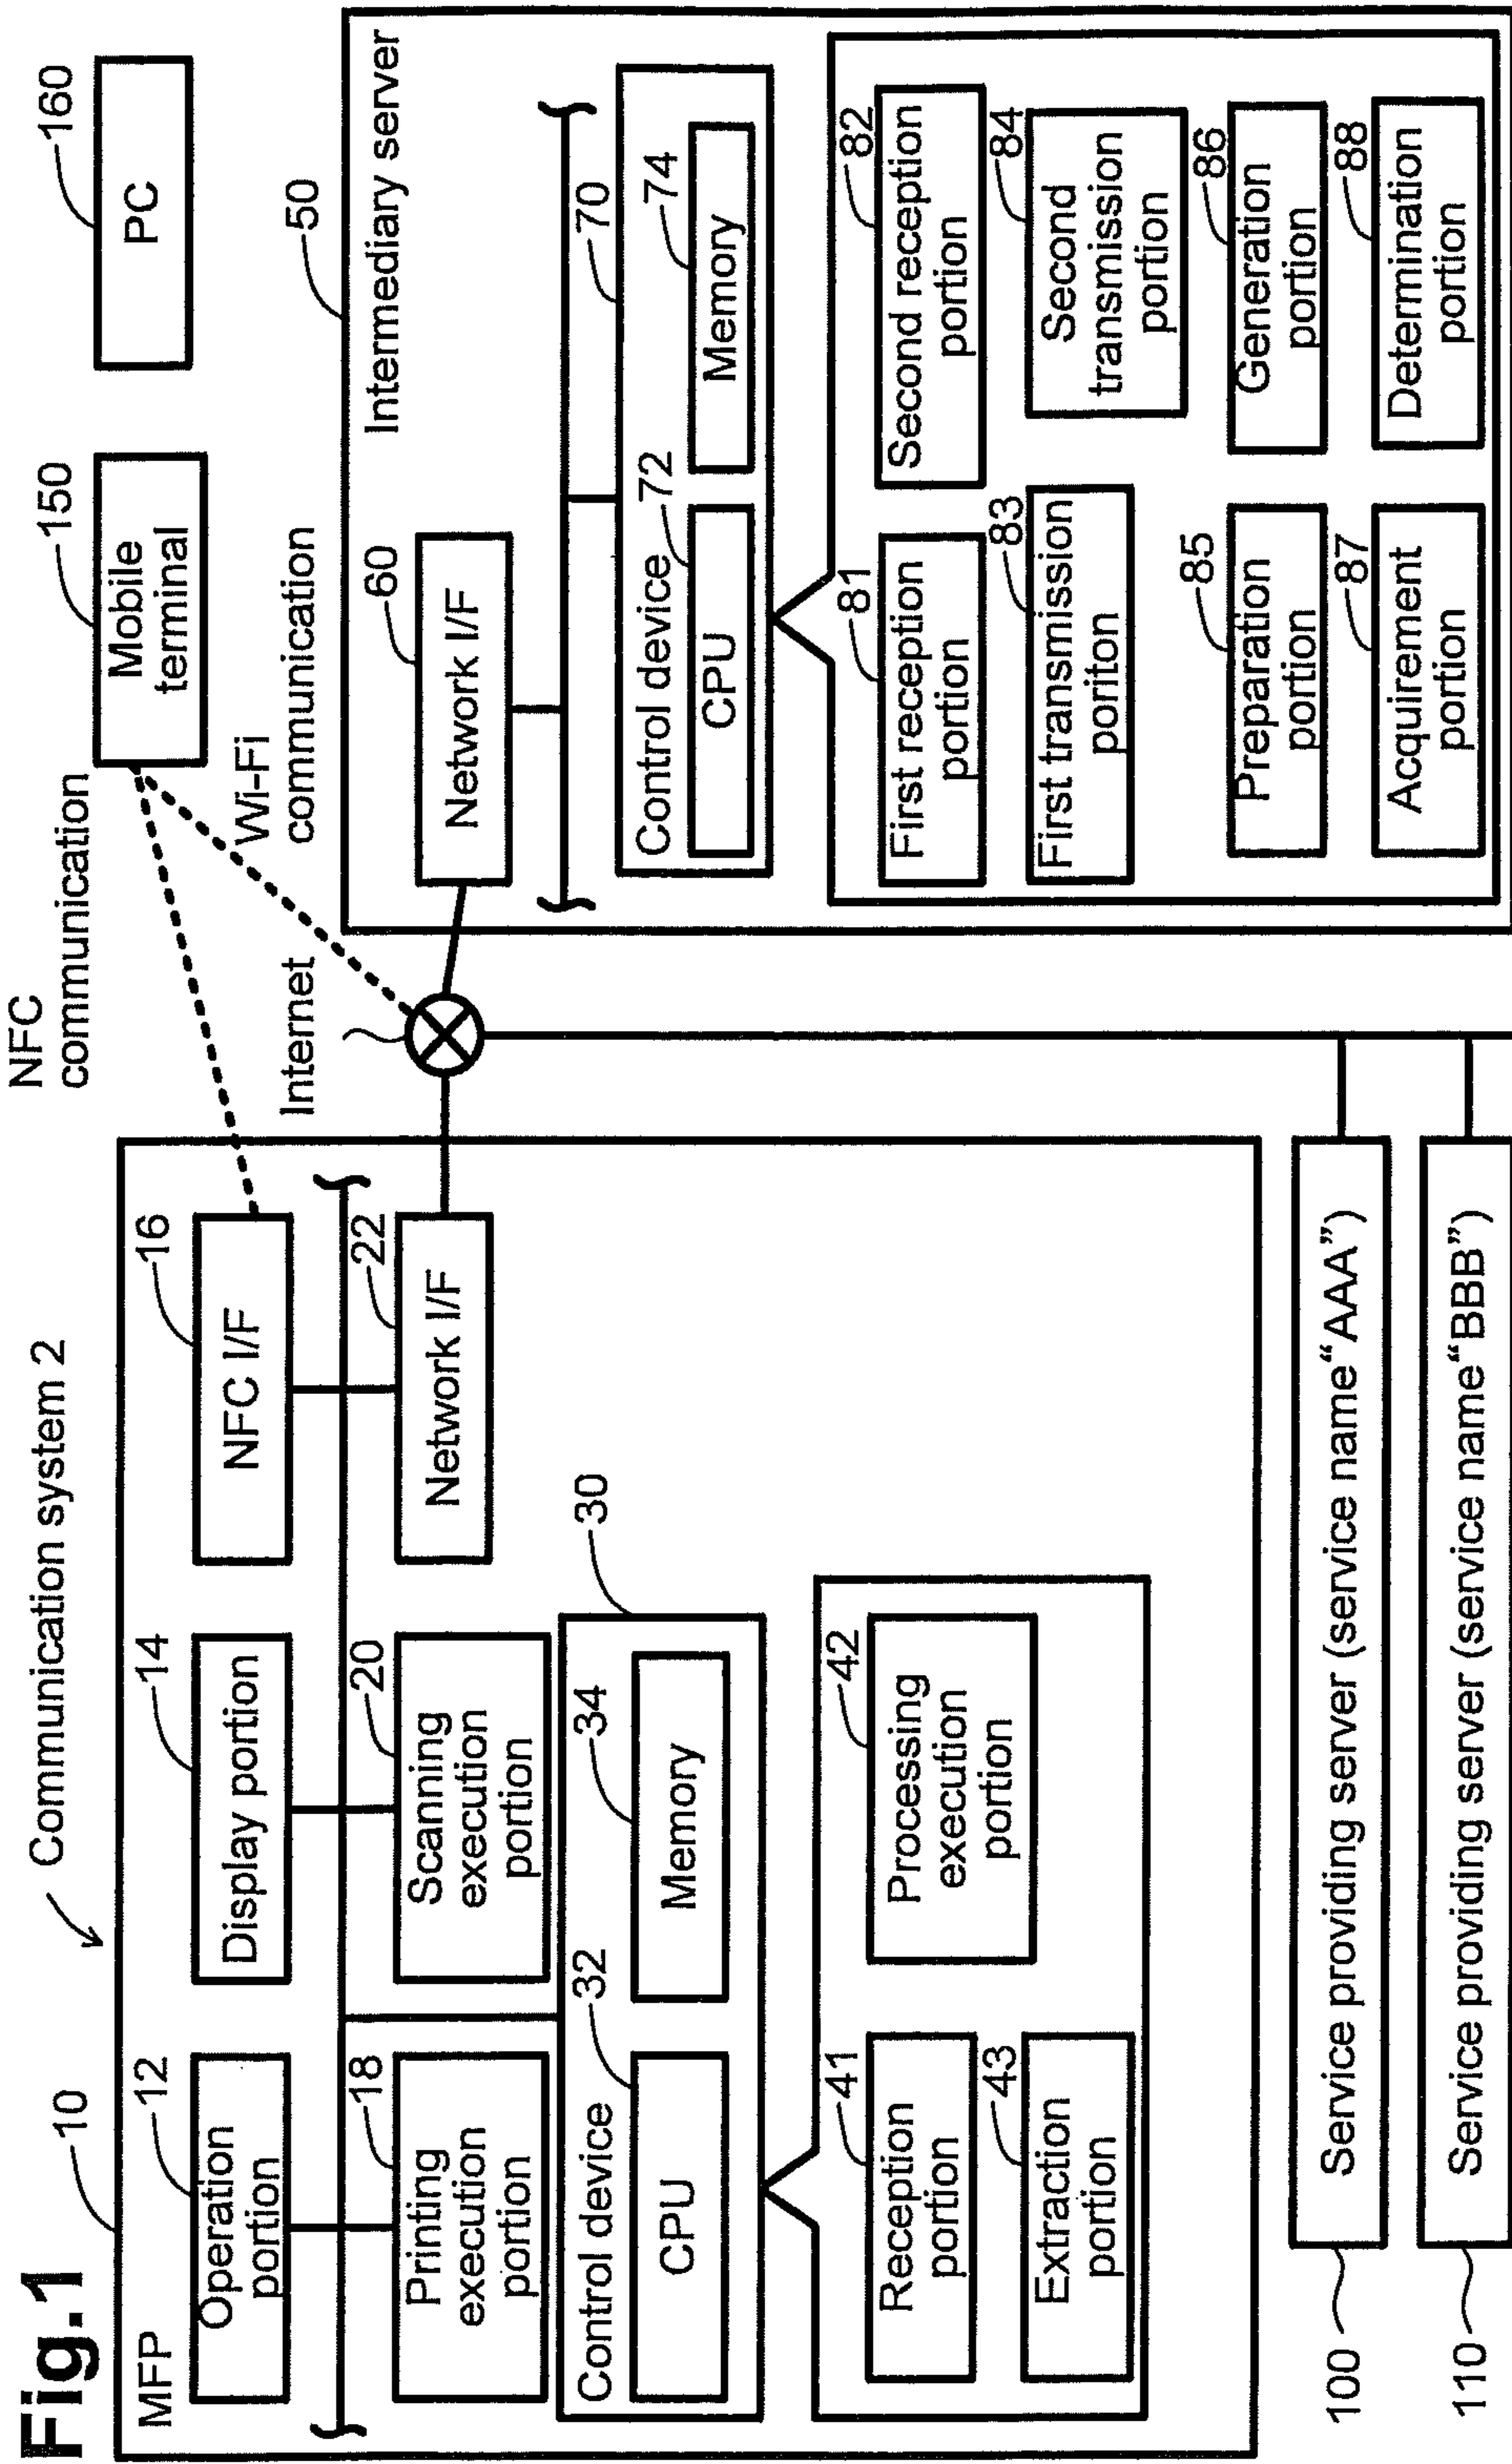 Fig.1
Communication system 2
10
MFP
12
Operation
portion
14
Display portion
16
NFC I/F
18
Printing
execution
portion
20
Scanning
execution
portion
22
Network I/F
30
Control device
32
CPU
34
Memory
41
Reception
portion
42
Processing
execution
portion
43
Extraction
portion
100
Service providing server (service name“AAA”)
110
Service providing server (service name“BBB”)
NFC
communication
Internet
Wi-Fi
communication
150
Mobile
terminal
160
PC
50
Intermediary server
60
Network I/F
70
Control device
72
CPU
74
Memory
81
First reception
portion
82
Second reception
portion
83
First transmission
poriton
84
Second
transmission
portion
85
Preparation
portion
86
Generation
portion
87
Acquirement
portion
88
Determination
portion